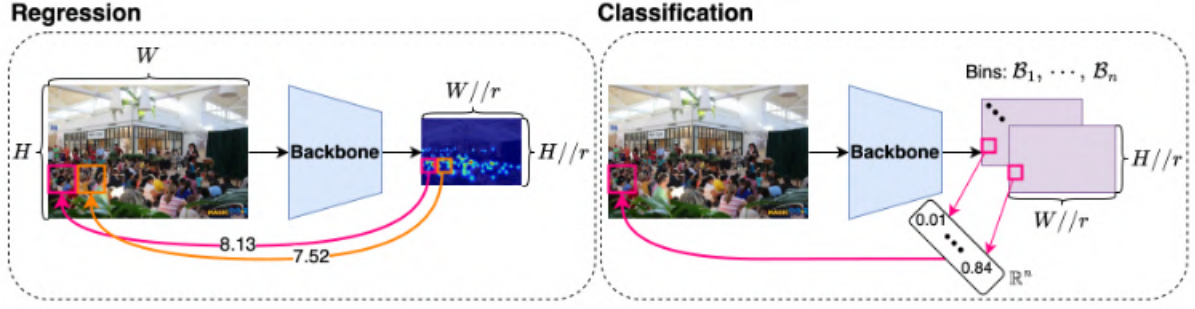 Regression
W
H
Backbone
W//r
H//r
8.13
7.52
Classification
Backbone
Bins: B₁, ···, Bₙ
H//r
W//r
0.01
0.84
ℝⁿ